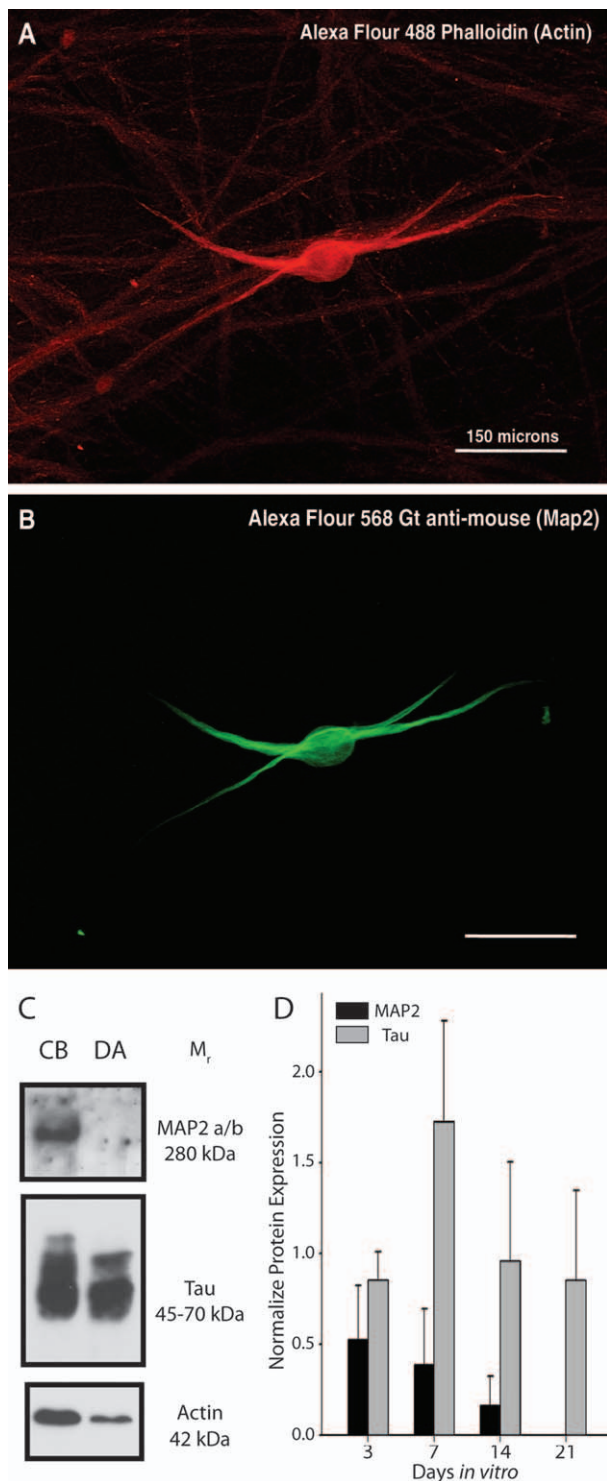 A
Alexa Flour 488 Phalloidin (Actin)
150 microns
B
Alexa Flour 568 Gt anti-mouse (Map2)
C
CB DA Mr
MAP2 a/b
280 kDa
Tau
45-70 kDa
Actin
42 kDa
D
MAP2
Tau
Normalize Protein Expression
2.0
1.5
1.0
0.5
0.0
3 7 14 21
Days in vitro